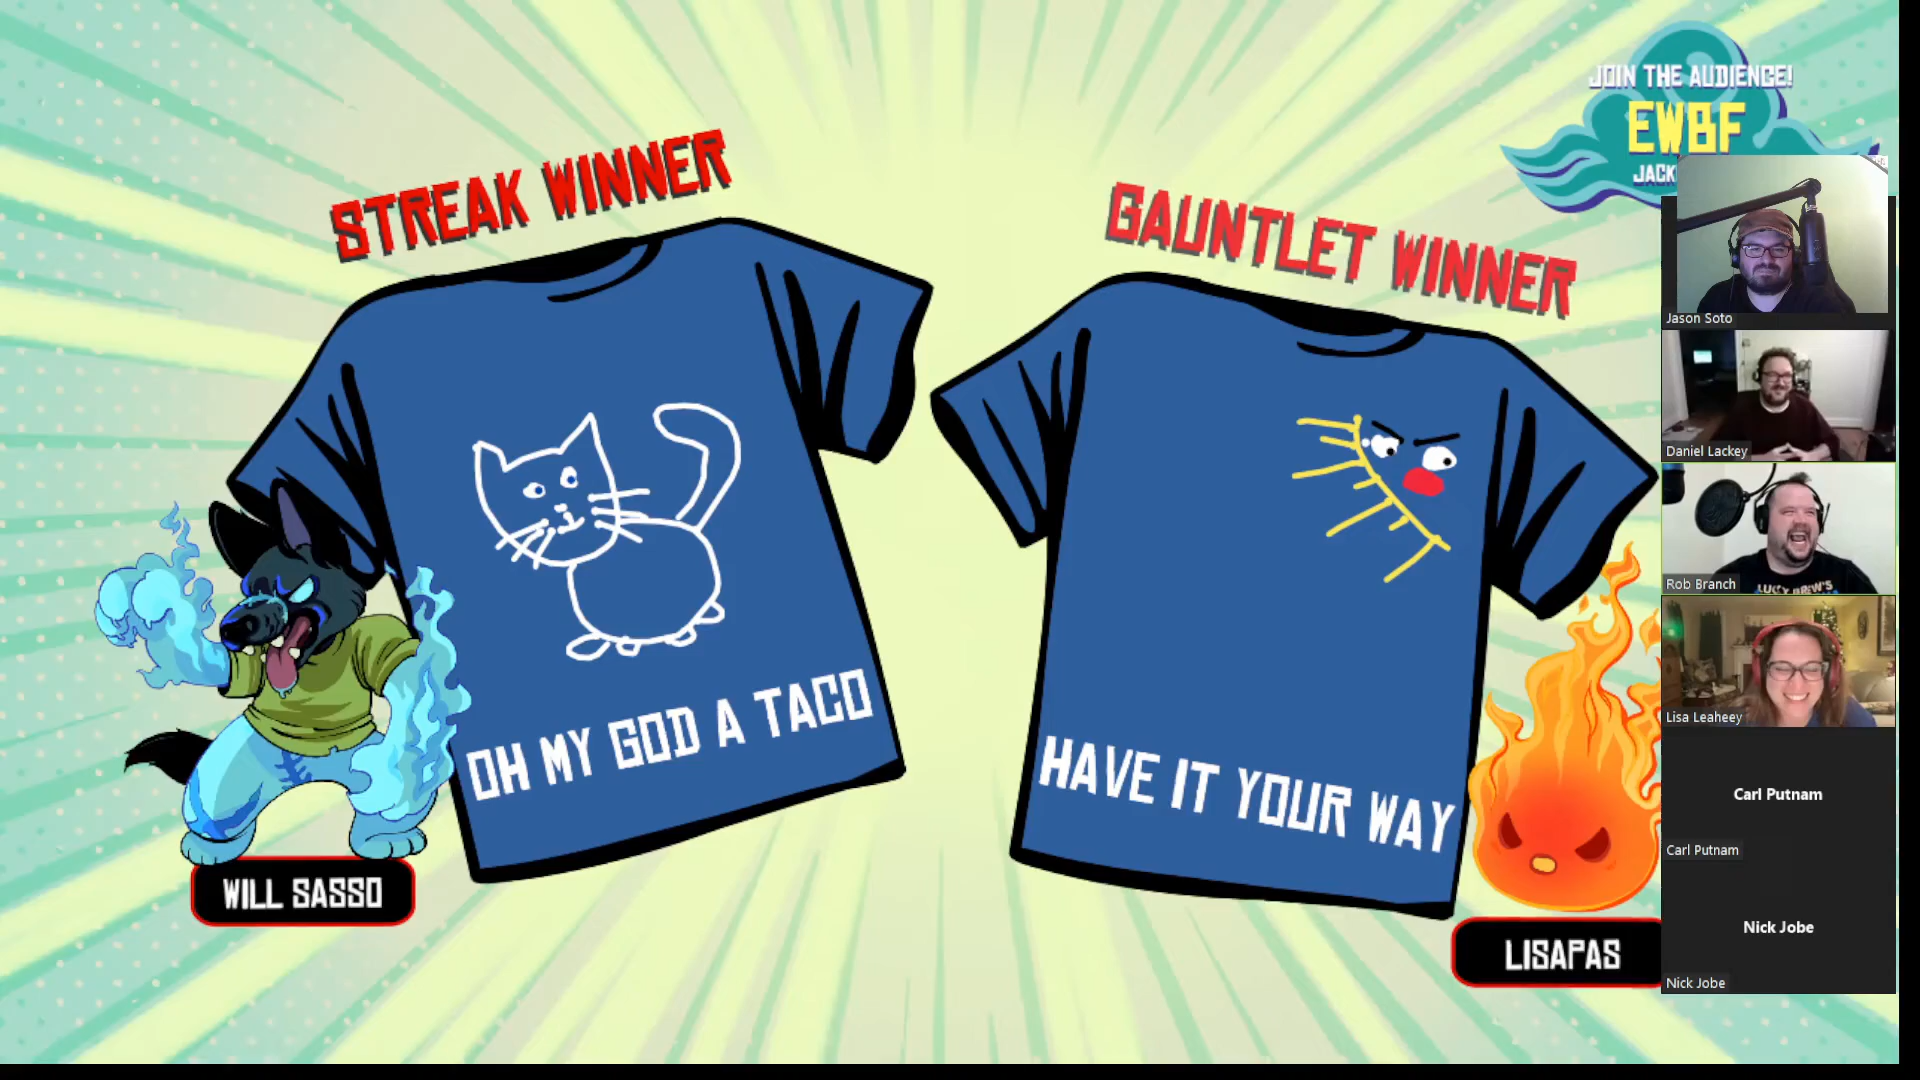 JOIN THE AUDIENCE!
EWBF
STREAK WINNER
GAUNTLET WINNER
OH MY GOD A TACO
HAVE IT YOUR WAY
WILL SASSO
LISAPAS
Jason Soto
Daniel Lackey
Rob Branch
Lisa Leaheey
Carl Putnam
Carl Putnam
Nick Jobe
Nick Jobe